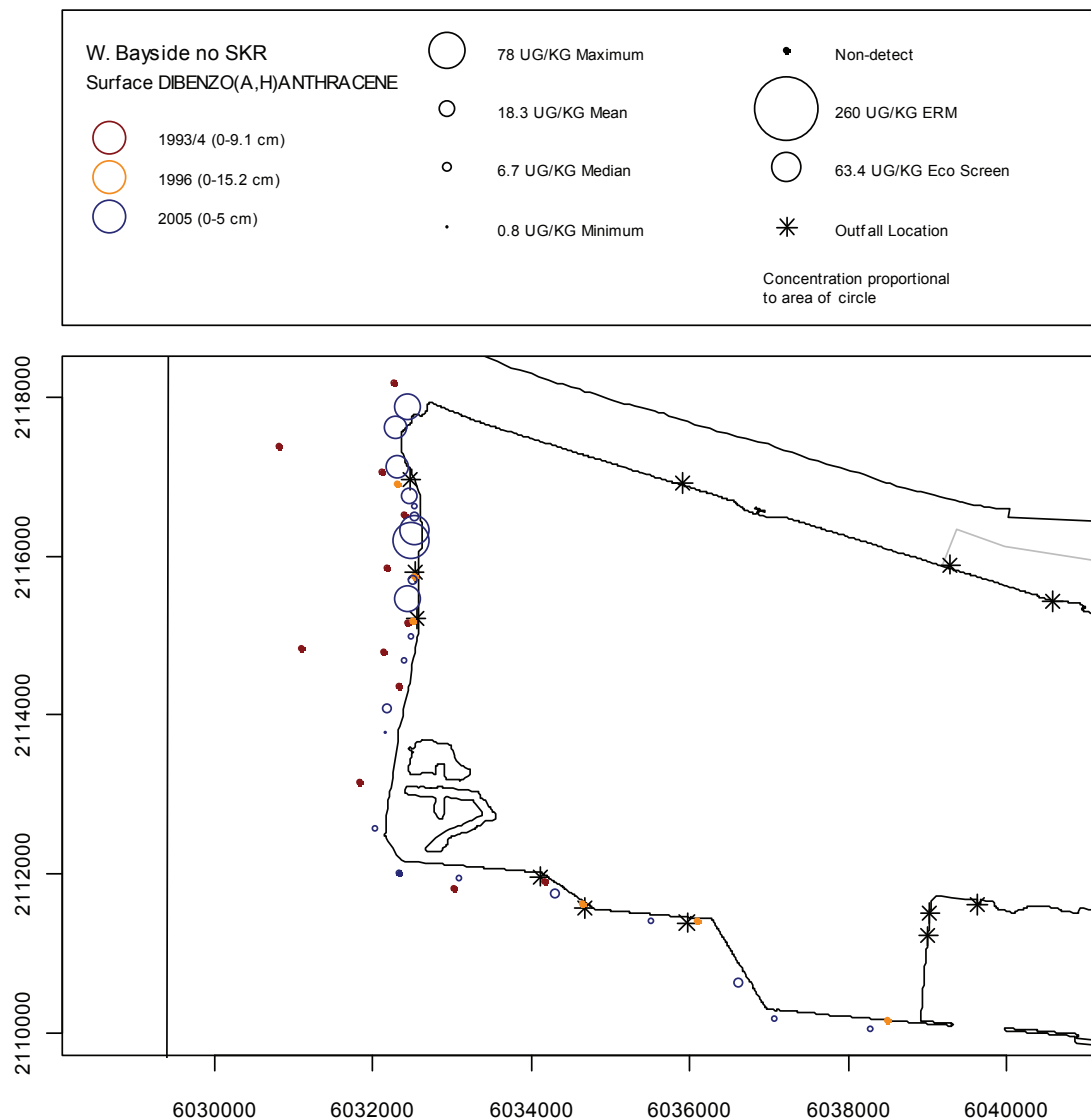 W. Bayside no SKR
Surface DIBENZO(A,H)ANTHRACENE
1993/4 (0-9.1 cm)
1996 (0-15.2 cm)
2005 (0-5 cm)
78 UG/KG Maximum
18.3 UG/KG Mean
6.7 UG/KG Median
0.8 UG/KG Minimum
Non-detect
260 UG/KG ERM
63.4 UG/KG Eco Screen
Outfall Location
Concentration proportional
to area of circle
2118000
2116000
2114000
2112000
2110000
6030000 6032000 6034000 6036000 6038000 6040000